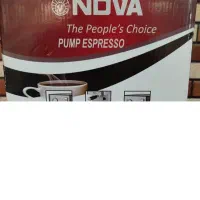 NOVA
The People's Choice
PUMP ESPRESSO